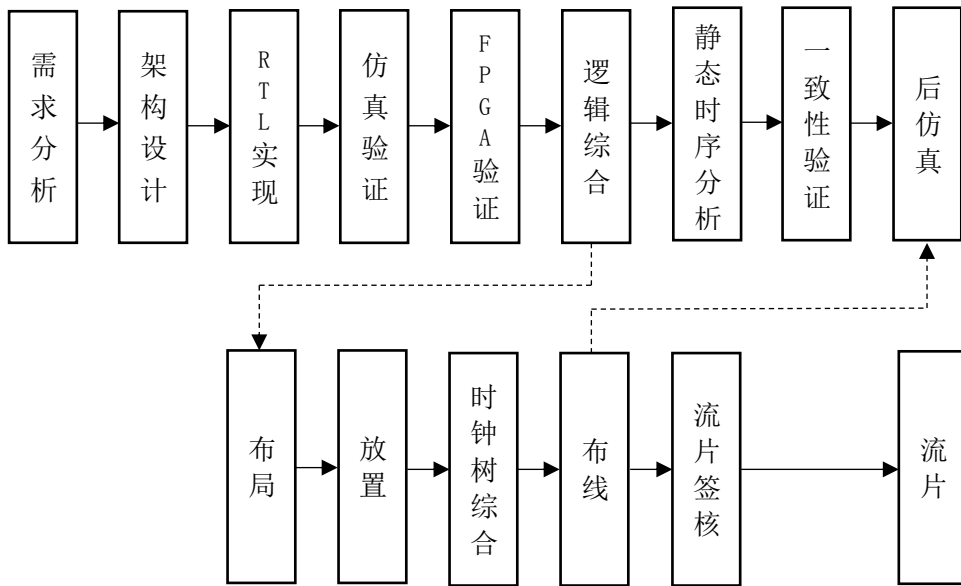 需求分析
架构设计
RTL实现
仿真验证
FPGA验证
逻辑综合
静态时序分析
一致性验证
后仿真
布局
放置
时钟树综合
布线
流片签核
流片